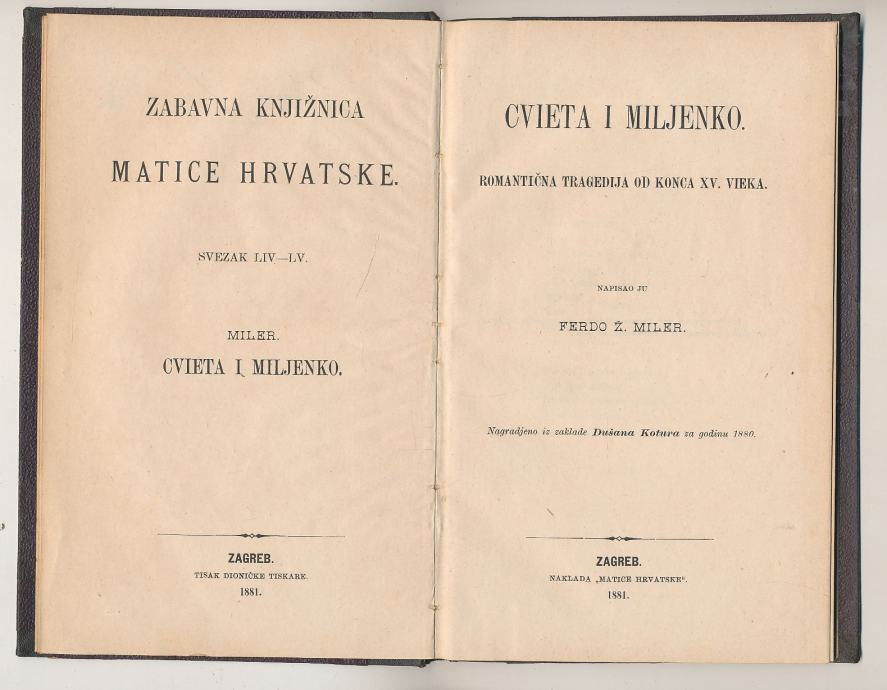 ZABAVNA KNJIŽNICA
MATICE HRVATSKE.
SVEZAK LIV—LV.
MILER.
CVIETA I MILJENKO.
ZAGREB.
TISAK DIONIČKE TISKARE.
1881.
CVIETA I MILJENKO.
ROMANTIČNA TRAGEDIJA OD KONCA XV. VIEKA.
NAPISAO JU
FERDO Ž. MILER.
Nagradjeno iz zaklade Dušana Kotura za godinu 1880.
ZAGREB.
NAKLADA „MATICE HRVATSKE“.
1881.